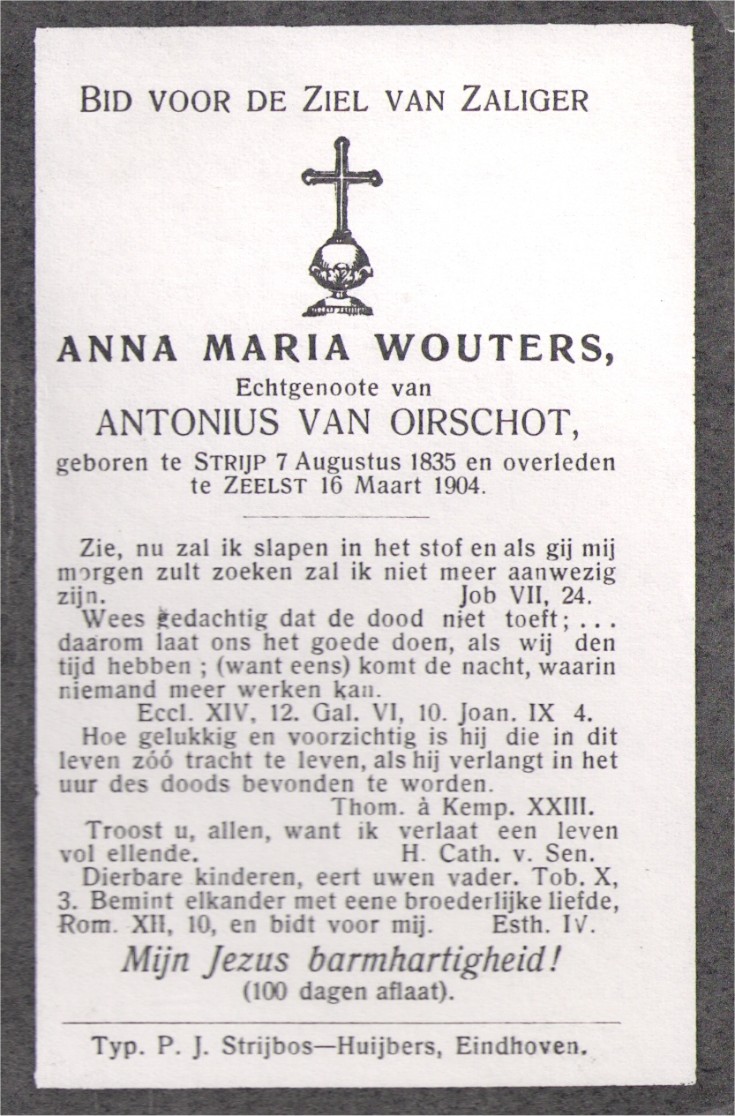 BID VOOR DE ZIEL VAN ZALIGER
ANNA MARIA WOUTERS,
Echtgenoote van
ANTONIUS VAN OIRSCHOT,
geboren te STRIJP 7 Augustus 1835 en overleden
te ZEELST 16 Maart 1904.
Zie, nu zal ik slapen in het stof en als gij mij
morgen zult zoeken zal ik niet meer aanwezig
zijn. Job VII, 24.
Wees gedachtig dat de dood niet toeft; ...
daarom laat ons het goede doen, als wij den
tijd hebben ; (want eens) komt de nacht, waarin
niemand meer werken kan.
Eccl. XIV, 12. Gal. VI, 10. Joan. IX 4.
Hoe gelukkig en voorzichtig is hij die in dit
leven zóó tracht te leven, als hij verlangt in het
uur des doods bevonden te worden.
Thom. à Kemp. XXIII.
Troost u, allen, want ik verlaat een leven
vol ellende. H. Cath. v. Sen.
Dierbare kinderen, eert uwen vader. Tob. X,
3. Bemint elkander met eene broederlijke liefde,
Rom. XII, 10, en bidt voor mij. Esth. IV.
Mijn Jezus barmhartigheid!
(100 dagen aflaat).
Typ. P. J. Strijbos—Huijbers, Eindhoven.